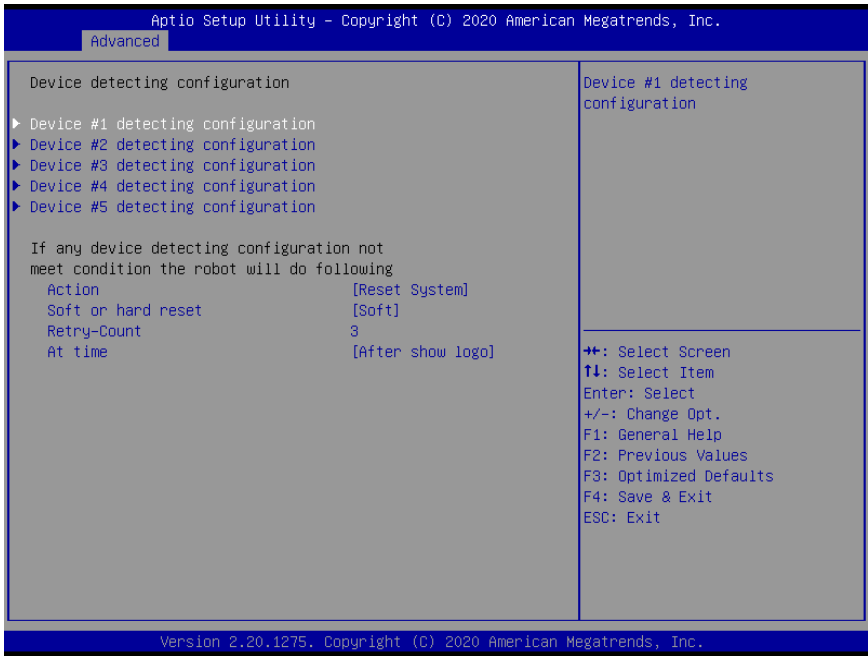 Aptio Setup Utility – Copyright (C) 2020 American Megatrends, Inc.
Advanced
Device detecting configuration
Device #1 detecting configuration
Device #2 detecting configuration
Device #3 detecting configuration
Device #4 detecting configuration
Device #5 detecting configuration
If any device detecting configuration not
meet condition the robot will do following
Action [Reset System]
Soft or hard reset [Soft]
Retry-Count 3
At time [After show logo]
Device #1 detecting
configuration
→←: Select Screen
↑↓: Select Item
Enter: Select
+/-: Change Opt.
F1: General Help
F2: Previous Values
F3: Optimized Defaults
F4: Save & Exit
ESC: Exit
Version 2.20.1275. Copyright (C) 2020 American Megatrends, Inc.